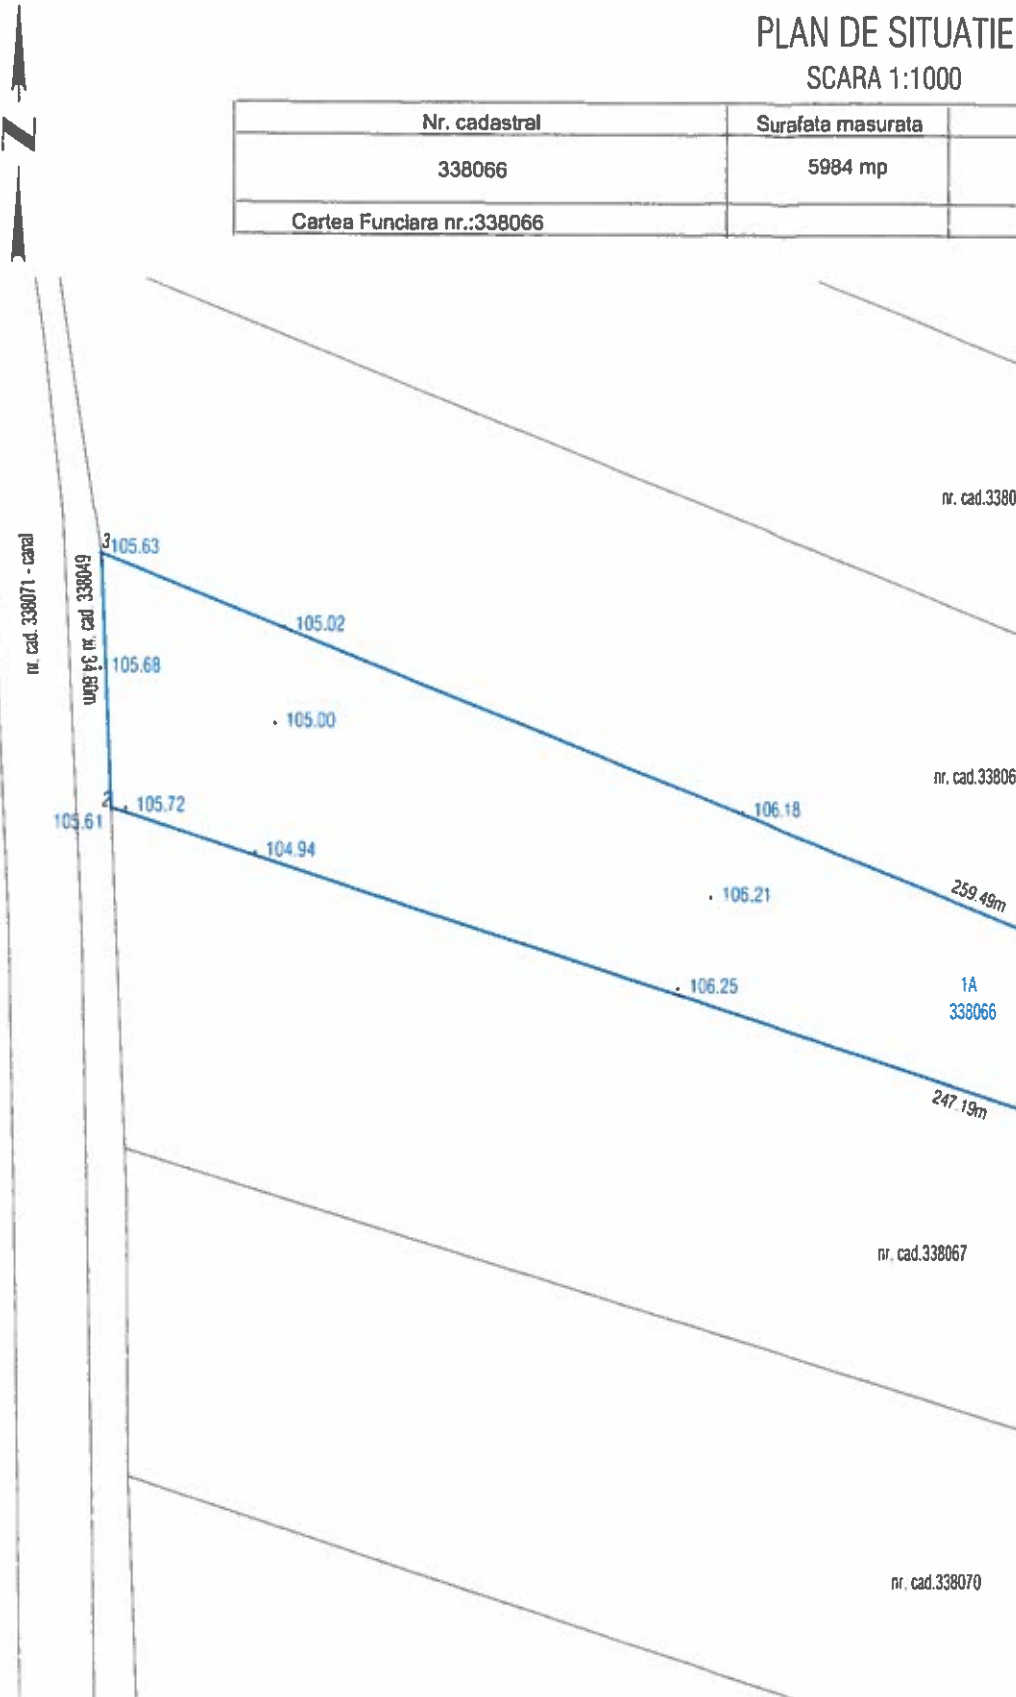 PLAN DE SITUATIE
SCARA 1:1000
N
Nr. cadastral
Surafata masurata
338066
5984 mp
Cartea Funciara nr.:338066
nr. cad.3380
nr. cad. 338071 - canal
nr. cad 338049
34.60m
3
105.63
105.02
105.68
105.00
nr. cad.33806
2
105.72
105.61
106.18
104.94
259.49m
106.21
106.25
1A
338066
247.19m
nr. cad.338067
nr. cad.338070